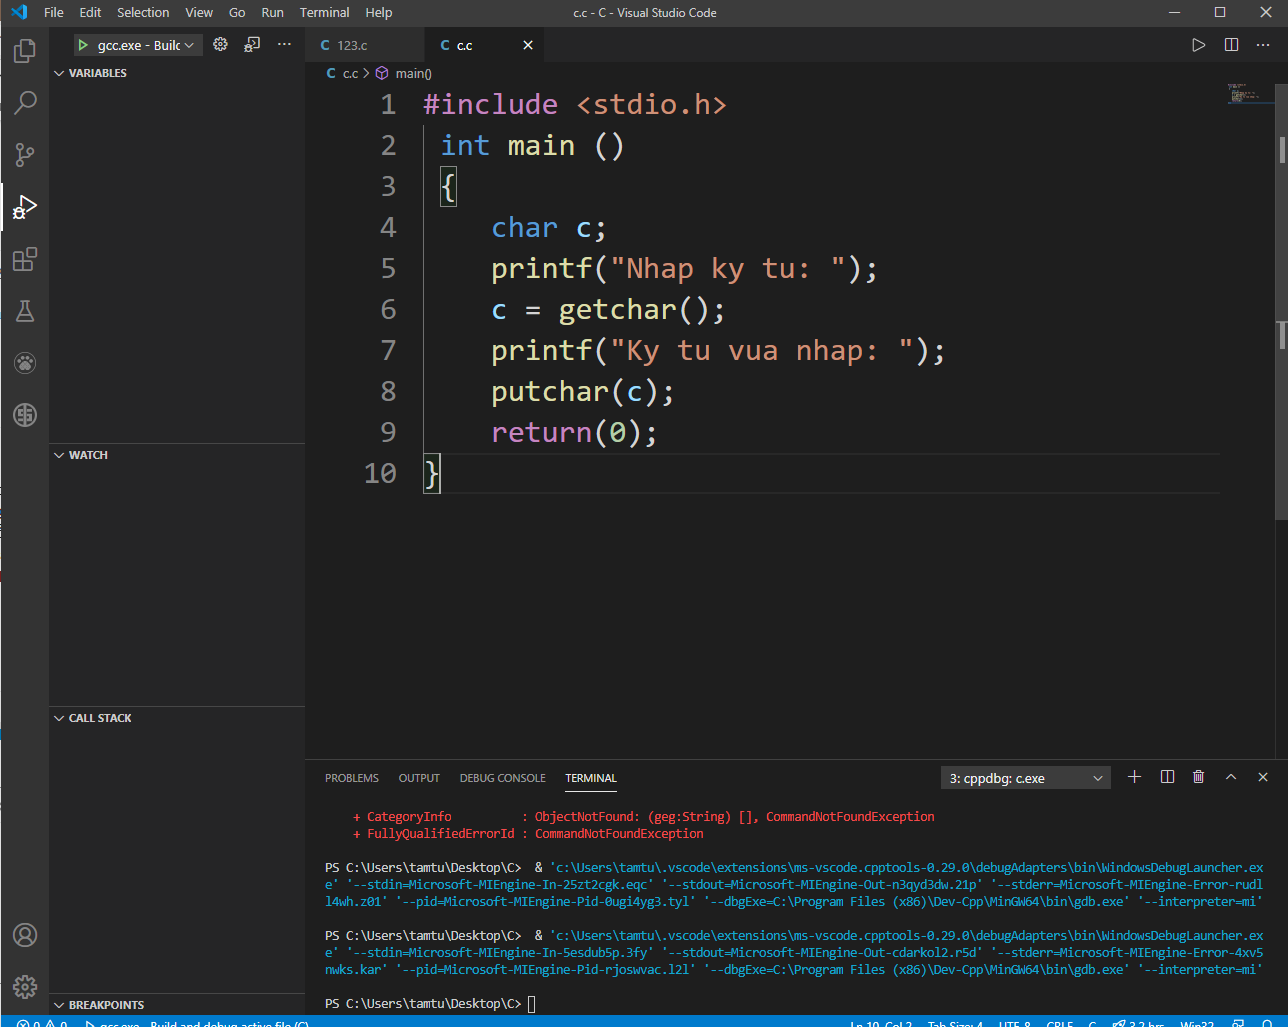 File Edit Selection View Go Run Terminal Help
c.c - C - Visual Studio Code
gcc.exe - Builc
VARIABLES
WATCH
CALL STACK
BREAKPOINTS
C 123.c
C c.c
C c.c > main()
1 #include <stdio.h>
2 int main ()
3 {
4 char c;
5 printf("Nhap ky tu: ");
6 c = getchar();
7 printf("Ky tu vua nhap: ");
8 putchar(c);
9 return(0);
10 }
PROBLEMS OUTPUT DEBUG CONSOLE TERMINAL
3: cppdbg: c.exe
+ CategoryInfo : ObjectNotFound: (geg:String) [], CommandNotFoundException
+ FullyQualifiedErrorId : CommandNotFoundException
PS C:\Users\tamtu\Desktop\C> & 'c:\Users\tamtu\.vscode\extensions\ms-vscode.cpptools-0.29.0\debugAdapters\bin\WindowsDebugLauncher.ex
e' '--stdin=Microsoft-MIEngine-In-25zt2cgk.eqc' '--stdout=Microsoft-MIEngine-Out-n3qyd3dw.21p' '--stderr=Microsoft-MIEngine-Error-rudl
l4wh.z01' '--pid=Microsoft-MIEngine-Pid-0ugi4yg3.tyl' '--dbgExe=C:\Program Files (x86)\Dev-Cpp\MinGW64\bin\gdb.exe' '--interpreter=mi'
PS C:\Users\tamtu\Desktop\C> & 'c:\Users\tamtu\.vscode\extensions\ms-vscode.cpptools-0.29.0\debugAdapters\bin\WindowsDebugLauncher.ex
e' '--stdin=Microsoft-MIEngine-In-5esdub5p.3fy' '--stdout=Microsoft-MIEngine-Out-cdarkol2.r5d' '--stderr=Microsoft-MIEngine-Error-4xv5
nwks.kar' '--pid=Microsoft-MIEngine-Pid-rjoswvac.l2l' '--dbgExe=C:\Program Files (x86)\Dev-Cpp\MinGW64\bin\gdb.exe' '--interpreter=mi'
PS C:\Users\tamtu\Desktop\C>
0 0 gcc.exe - Build and debug active file (C) Ln 10, Col 2 Tab Size: 4 UTF-8 CRLF C 3.2 hrs Win32